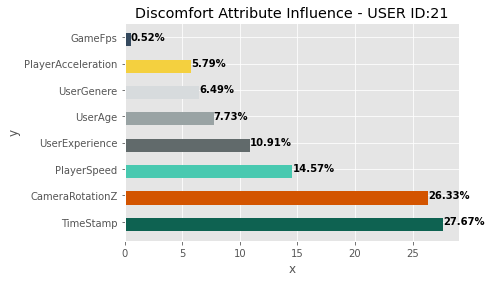 Discomfort Attribute Influence - USER ID:21
GameFps
0.52%
PlayerAcceleration
5.79%
UserGenere
6.49%
UserAge
7.73%
UserExperience
10.91%
PlayerSpeed
14.57%
CameraRotationZ
26.33%
TimeStamp
27.67%
y
0 5 10 15 20 25
x